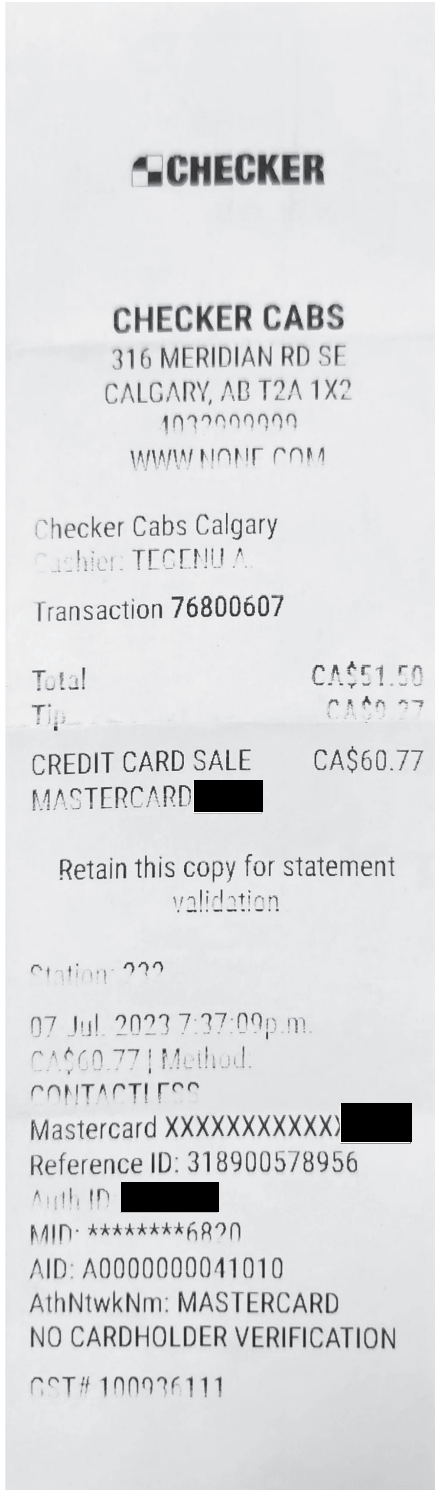 CHECKER
CHECKER CABS
316 MERIDIAN RD SE
CALGARY, AB T2A 1X2
WWW.NONE.COM
Checker Cabs Calgary
Cashier: TEGENU A.
Transaction 76800607
Total CA$51.50
Tip CA$9.27
CREDIT CARD SALE CA$60.77
MASTERCARD
Retain this copy for statement
validation
Station:
07 Jul. 2023 7:37:09p.m.
CA$60.77 | Method:
CONTACTLESS
Mastercard XXXXXXXXXXXX
Reference ID: 318900578956
Auth ID:
MID: ********6820
AID: A0000000041010
AthNtwkNm: MASTERCARD
NO CARDHOLDER VERIFICATION
GST# 100936111